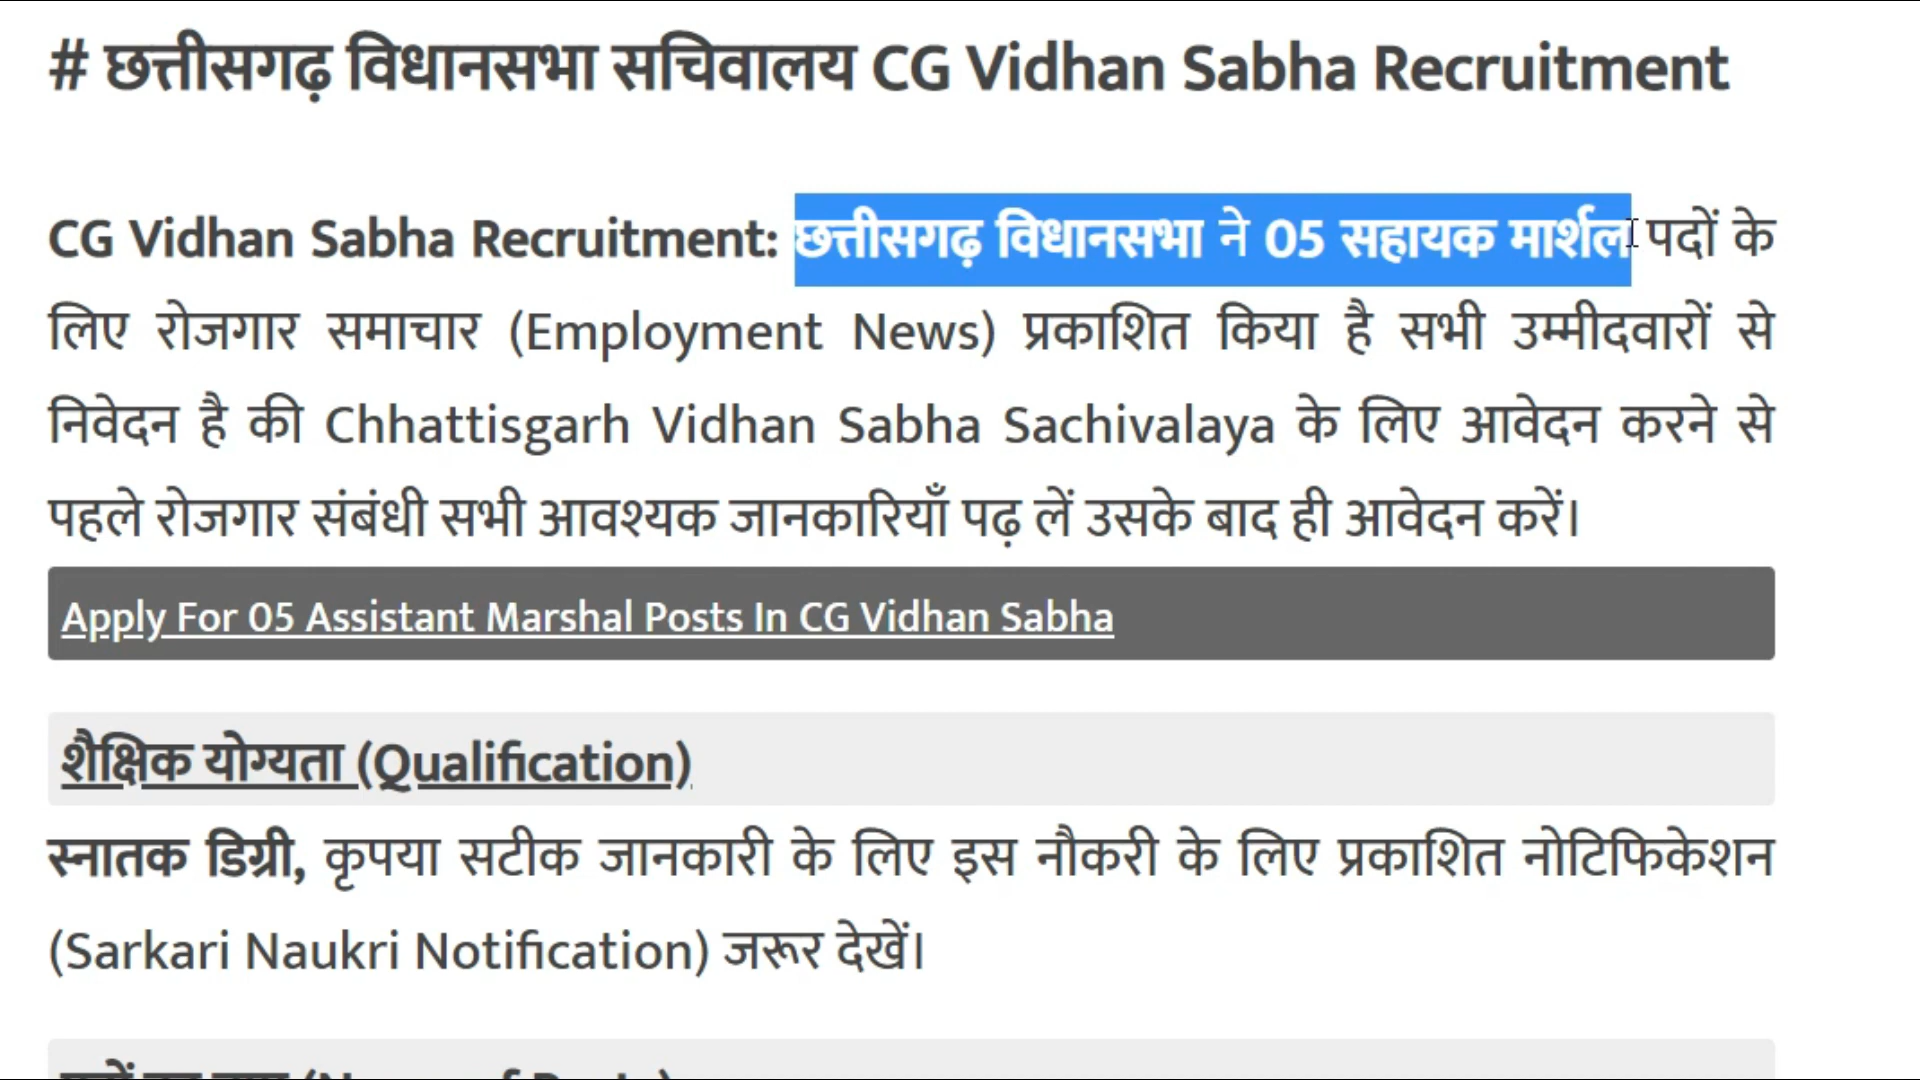 # छत्तीसगढ़ विधानसभा सचिवालय CG Vidhan Sabha Recruitment
CG Vidhan Sabha Recruitment: छत्तीसगढ़ विधानसभा ने 05 सहायक मार्शल पदों के
लिए रोजगार समाचार (Employment News) प्रकाशित किया है सभी उम्मीदवारों से
निवेदन है की Chhattisgarh Vidhan Sabha Sachivalaya के लिए आवेदन करने से
पहले रोजगार संबंधी सभी आवश्यक जानकारियाँ पढ़ लें उसके बाद ही आवेदन करें।
Apply For 05 Assistant Marshal Posts In CG Vidhan Sabha
शैक्षिक योग्यता (Qualification)
स्नातक डिग्री, कृपया सटीक जानकारी के लिए इस नौकरी के लिए प्रकाशित नोटिफिकेशन
(Sarkari Naukri Notification) जरूर देखें।